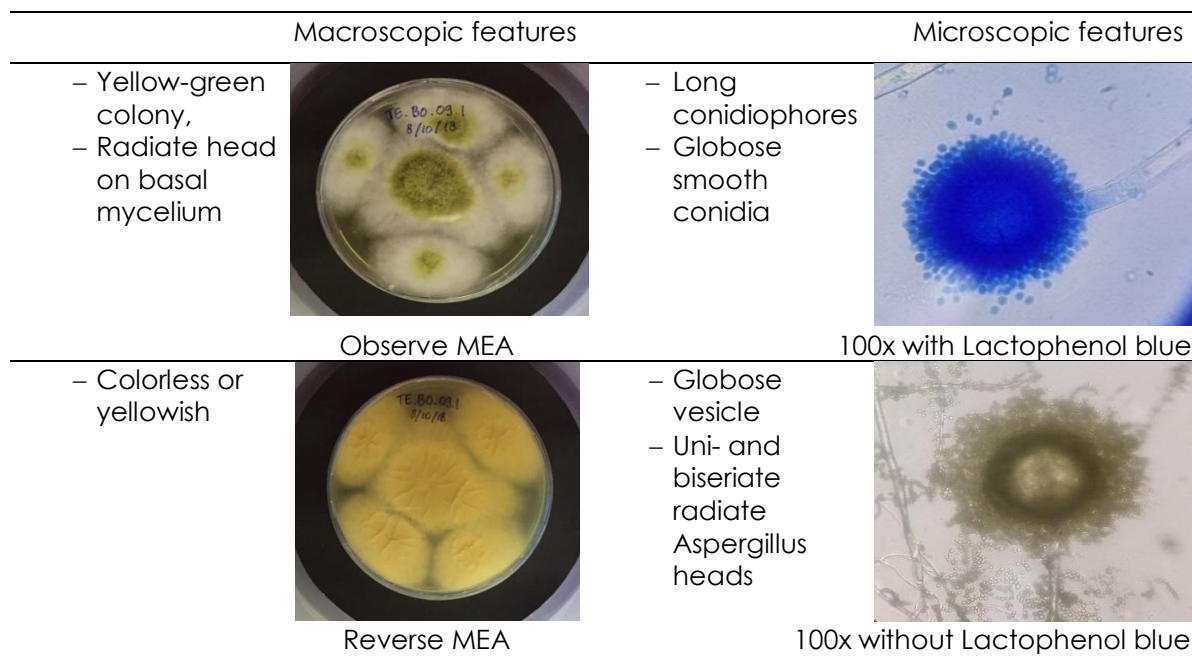 Macroscopic features
Microscopic features
– Yellow-green
colony,
– Radiate head
on basal
mycelium
TE.BO.09.1
8/10/18
– Long
conidiophores
– Globose
smooth
conidia
Observe MEA
100x with Lactophenol blue
– Colorless or
yellowish
TE.BO.09.1
8/10/18
– Globose
vesicle
– Uni- and
biseriate
radiate
Aspergillus
heads
Reverse MEA
100x without Lactophenol blue